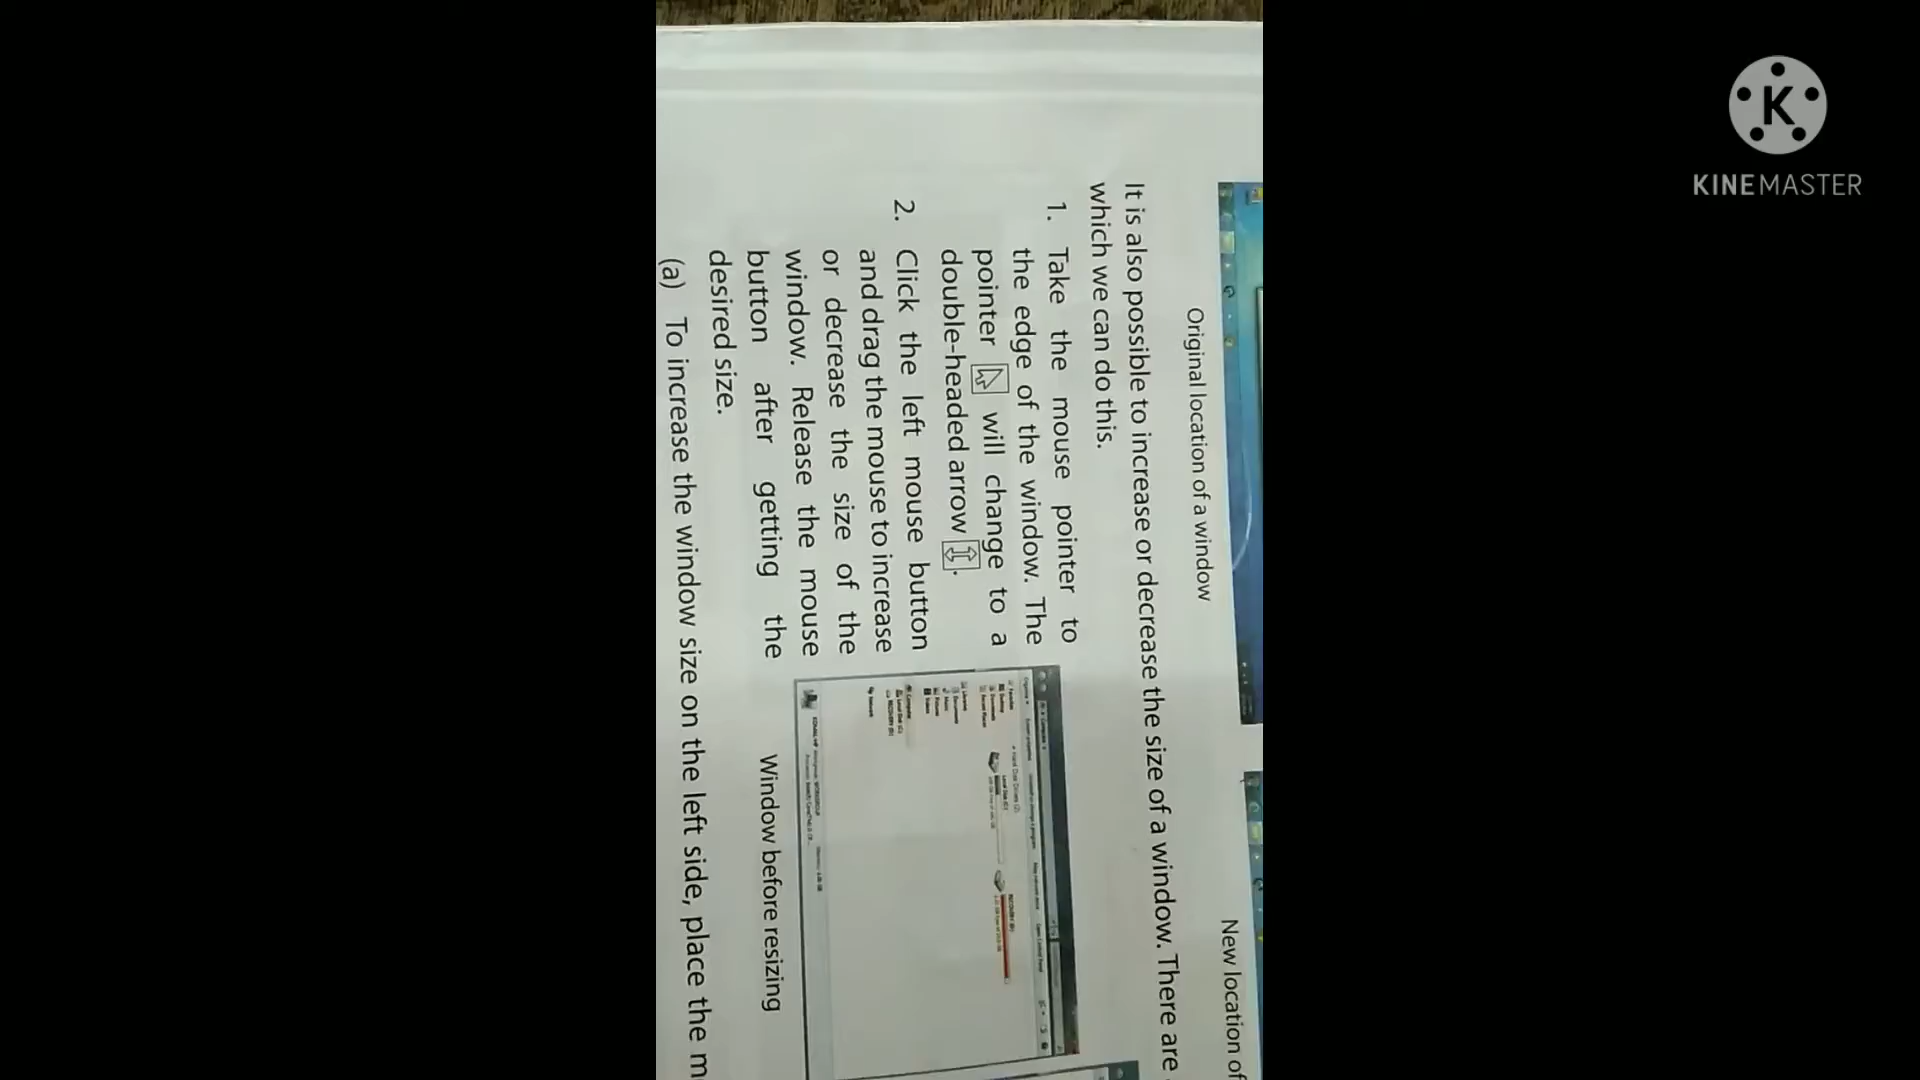 KINEMASTER
Original location of a window
New location of
It is also possible to increase or decrease the size of a window. There are
which we can do this.
1. Take the mouse pointer to
the edge of the window. The
pointer will change to a
double-headed arrow .
2. Click the left mouse button
and drag the mouse to increase
or decrease the size of the
window. Release the mouse
button after getting the
desired size.
Window before resizing
(a) To increase the window size on the left side, place the m